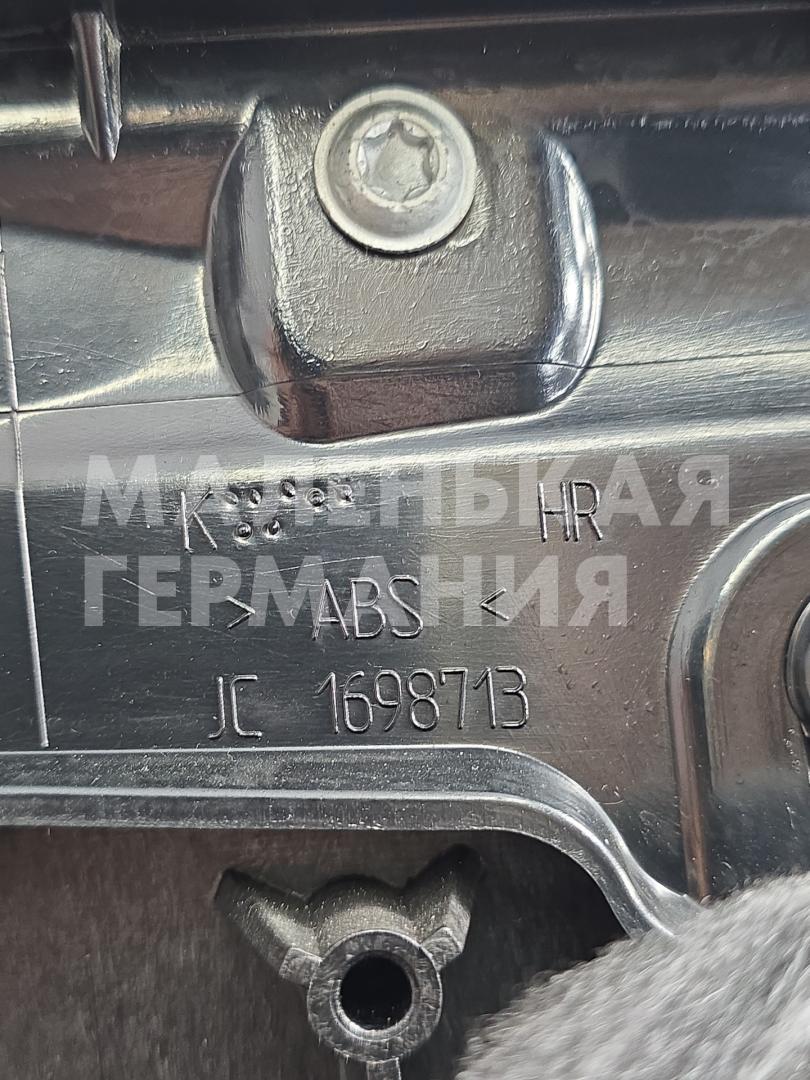 K HR
МАЛЕНЬКАЯ
ГЕРМАНИЯ
> ABS <
JC 1698713